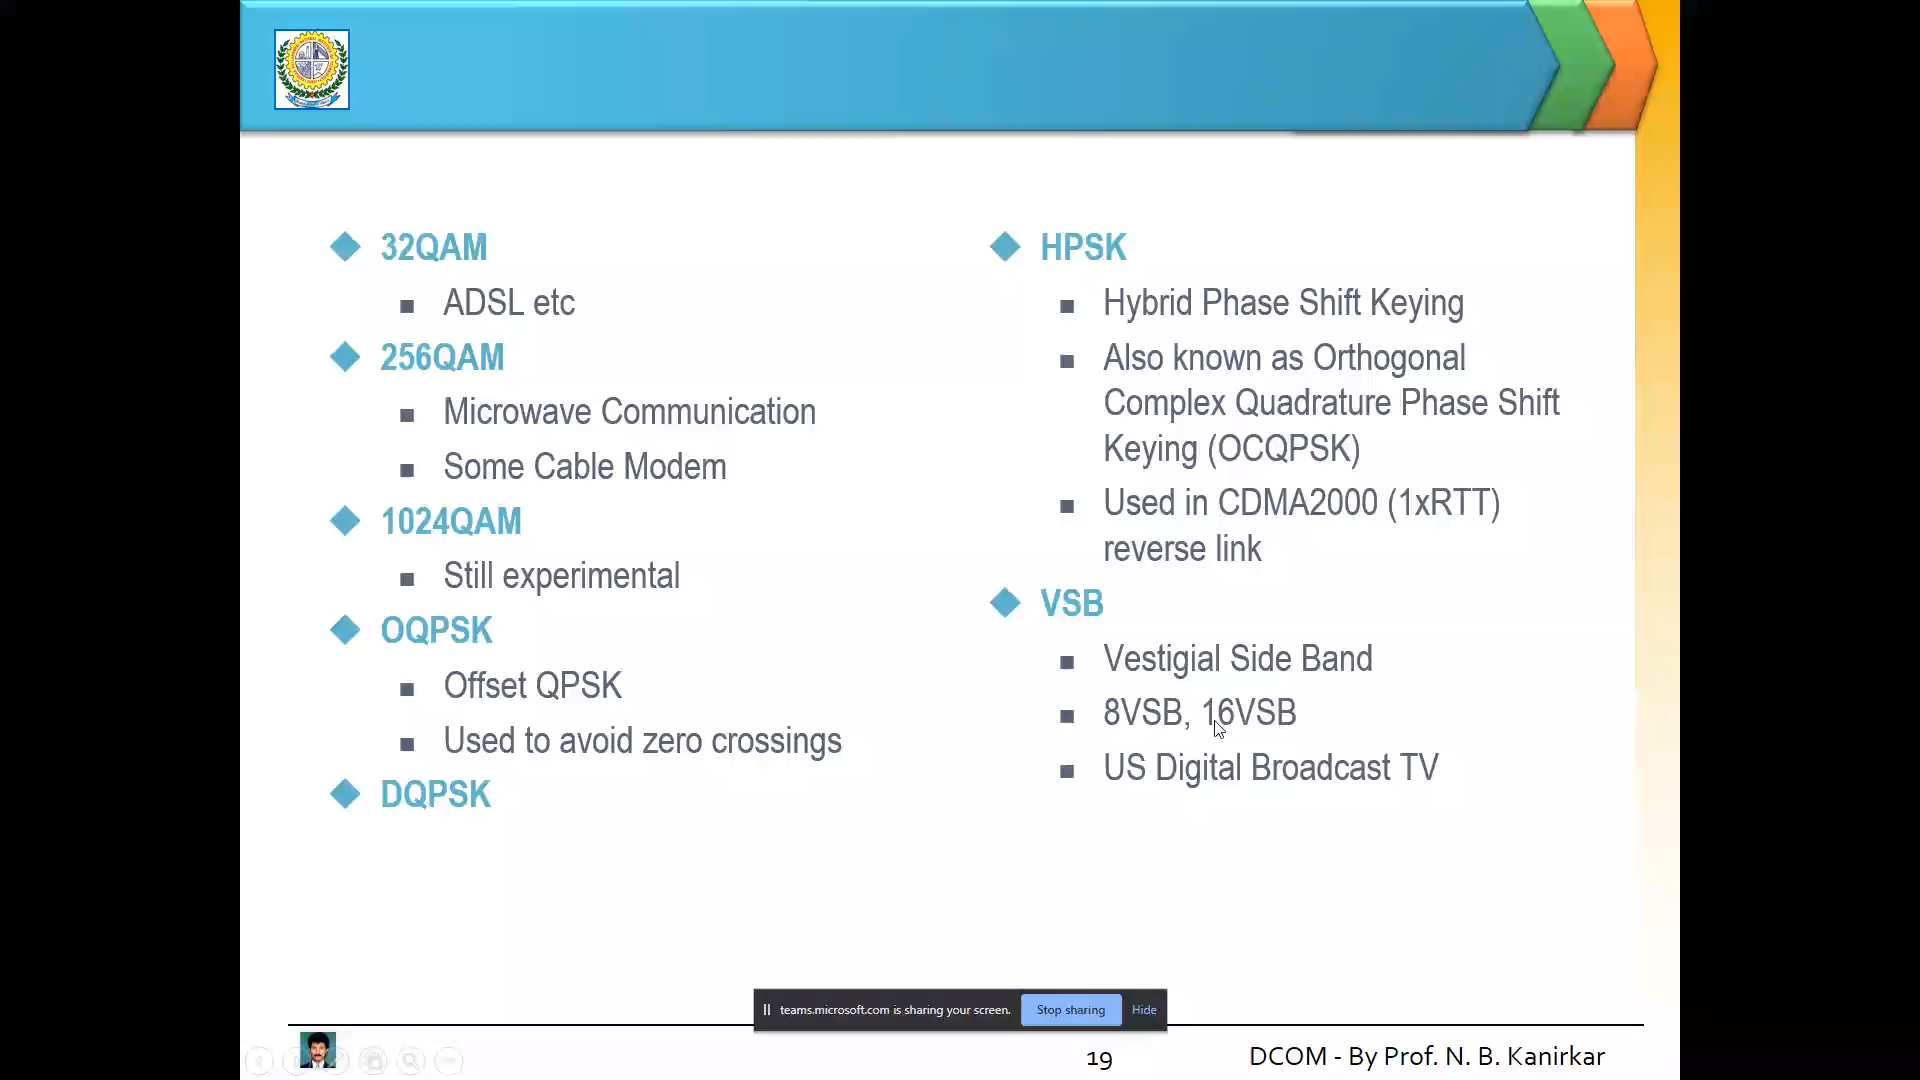 32QAM
ADSL etc
256QAM
Microwave Communication
Some Cable Modem
1024QAM
Still experimental
OQPSK
Offset QPSK
Used to avoid zero crossings
DQPSK
HPSK
Hybrid Phase Shift Keying
Also known as Orthogonal
Complex Quadrature Phase Shift
Keying (OCQPSK)
Used in CDMA2000 (1xRTT)
reverse link
VSB
Vestigial Side Band
8VSB, 16VSB
US Digital Broadcast TV
teams.microsoft.com is sharing your screen. Stop sharing Hide
19 DCOM - By Prof. N. B. Kanirkar